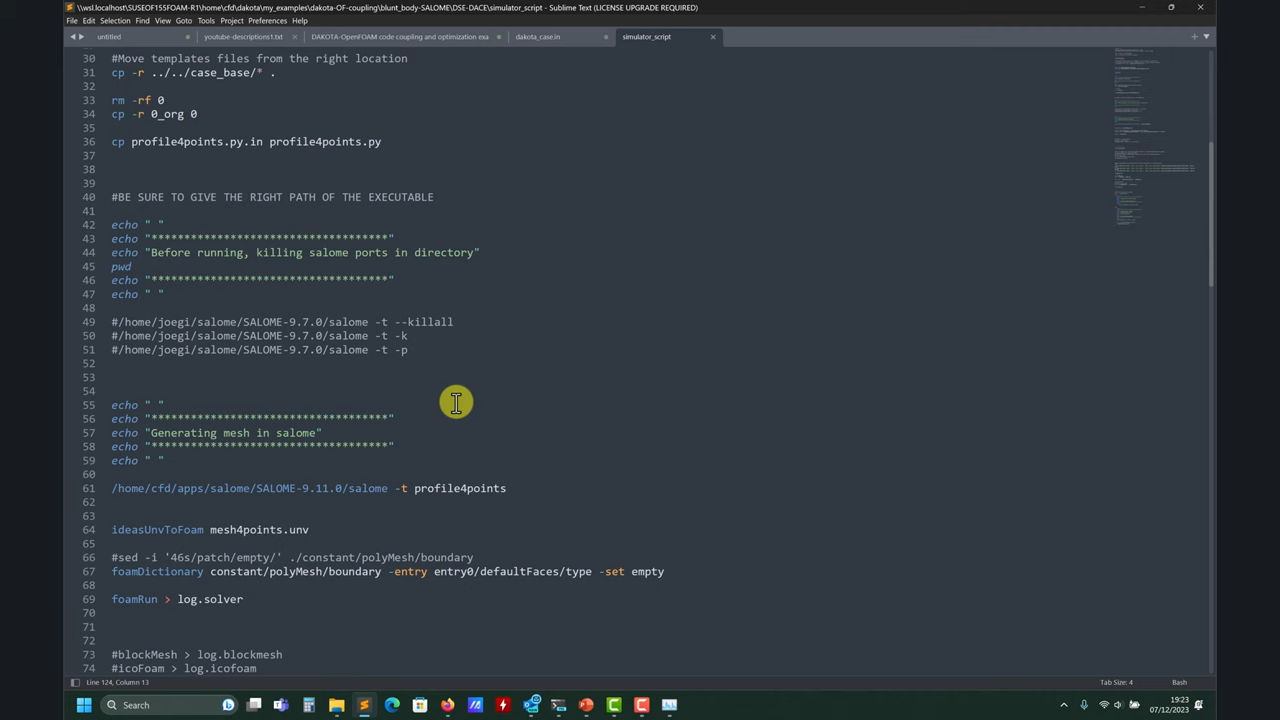 \\wsl.localhost\SUSEOF155FOAM-R1\home\cfd\dakota\my_examples\dakota-OF-coupling\blunt_body-SALOME\DSE-DACE\simulator_script - Sublime Text (LICENSE UPGRADE REQUIRED)
File Edit Selection Find View Goto Tools Project Preferences Help
untitled youtube-descriptions1.txt DAKOTA-OpenFOAM code coupling and optimization exa dakota_case.in simulator_script
30 #Move templates files from the right location
31 cp -r ../../case_base/* .
32
33 rm -rf 0
34 cp -r 0_org 0
35
36 cp profile4points.py.in profile4points.py
37
38
39
40 #BE SURE TO GIVE THE RIGHT PATH OF THE EXECUTABLE
41
42 echo " "
43 echo "************************************"
44 echo "Before running, killing salome ports in directory"
45 pwd
46 echo "************************************"
47 echo " "
48
49 #/home/joegi/salome/SALOME-9.7.0/salome -t --killall
50 #/home/joegi/salome/SALOME-9.7.0/salome -t -k
51 #/home/joegi/salome/SALOME-9.7.0/salome -t -p
52
53
54
55 echo " "
56 echo "************************************"
57 echo "Generating mesh in salome"
58 echo "************************************"
59 echo " "
60
61 /home/cfd/apps/salome/SALOME-9.11.0/salome -t profile4points
62
63
64 ideasUnvToFoam mesh4points.unv
65
66 #sed -i '46s/patch/empty/' ./constant/polyMesh/boundary
67 foamDictionary constant/polyMesh/boundary -entry entry0/defaultFaces/type -set empty
68
69 foamRun > log.solver
70
71
72
73 #blockMesh > log.blockmesh
74 #icoFoam > log.icofoam
Line 124, Column 13 Tab Size: 4 Bash
Search
19:23
07/12/2023